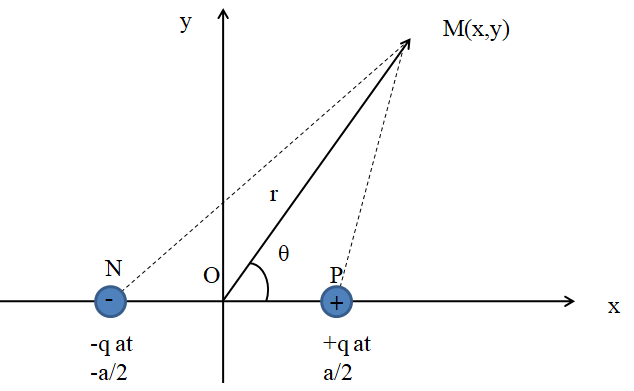 y
M(x,y)
r
θ
N
O
P
-
+
x
-q at
-a/2
+q at
a/2